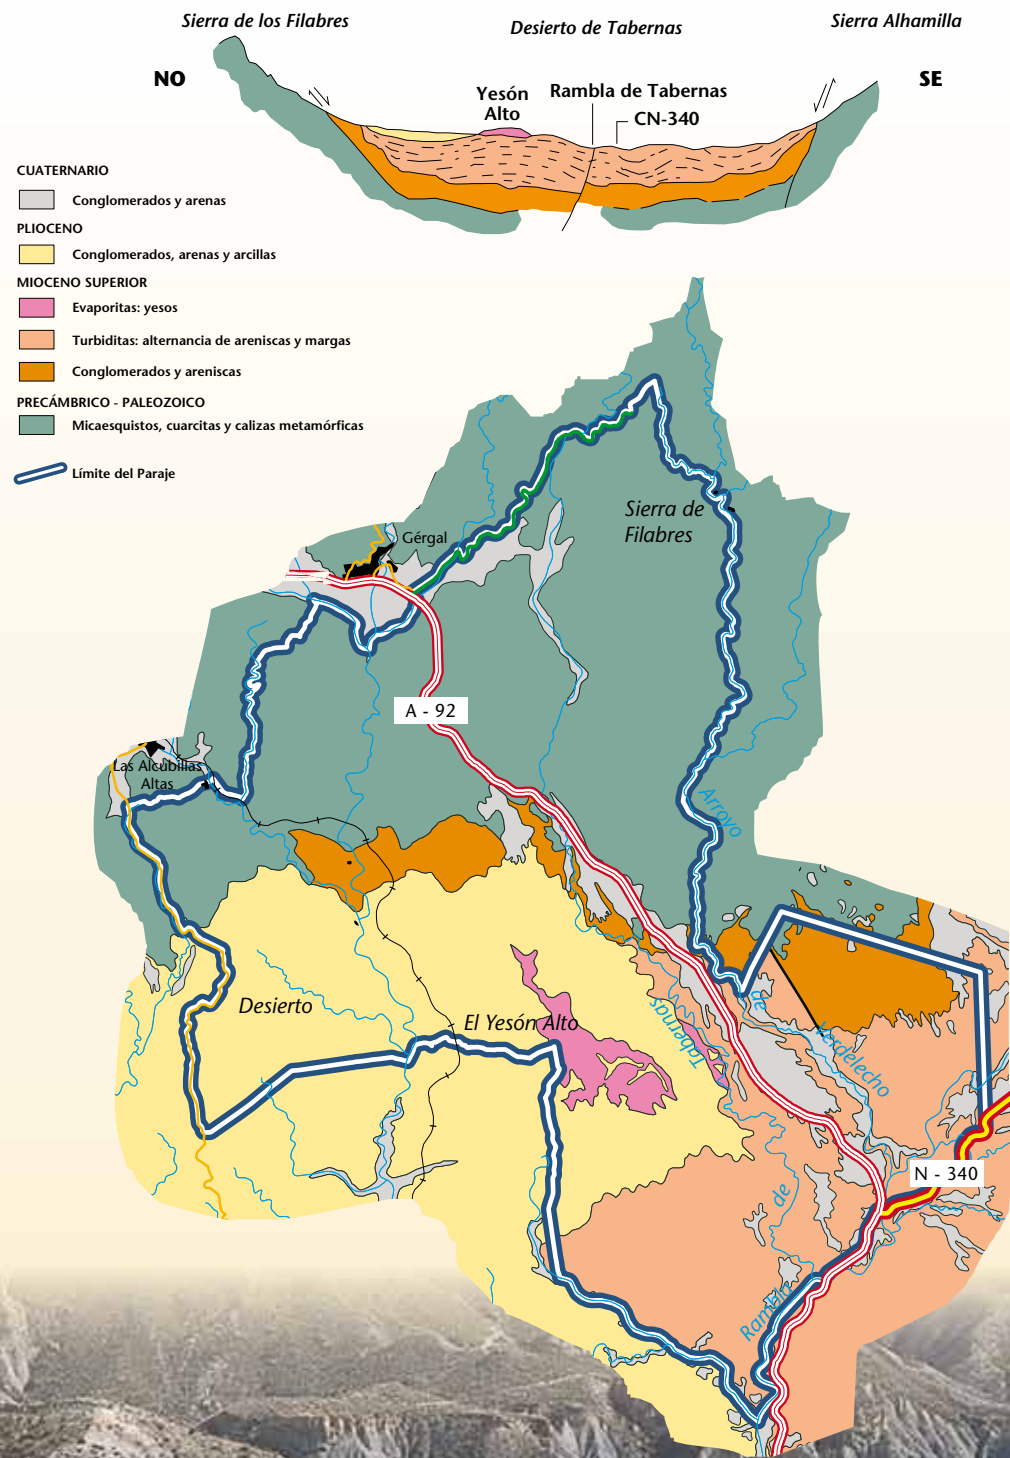 Sierra de los Filabres
Desierto de Tabernas
Sierra Alhamilla
NO
SE
Yesón
Alto
Rambla de Tabernas
CN-340
CUATERNARIO
Conglomerados y arenas
PLIOCENO
Conglomerados, arenas y arcillas
MIOCENO SUPERIOR
Evaporitas: yesos
Turbiditas: alternancia de areniscas y margas
Conglomerados y areniscas
PRECÁMBRICO - PALEOZOICO
Micaesquistos, cuarcitas y calizas metamórficas
Límite del Paraje
Sierra de
Filabres
Gérgal
A - 92
Las Alcubillas
Altas
Arroyo
de
Verdelecho
Desierto
El Yesón Alto
Tabernas
de
Rambla
N - 340